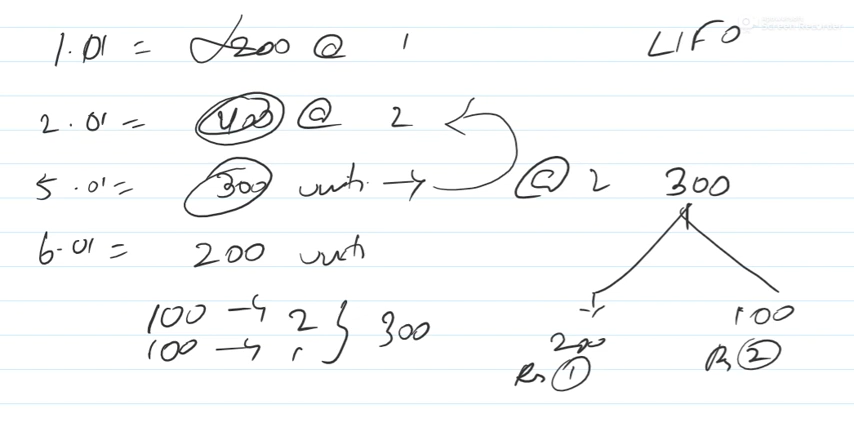 1.01 = 200 @ 1 LIFO
2.01 = 400 @ 2
5.01 = 300 units → @ 2 300
6.01 = 200 units
100 → 2 } 300
100 → 1
200 100
Rs 1 Rs 2